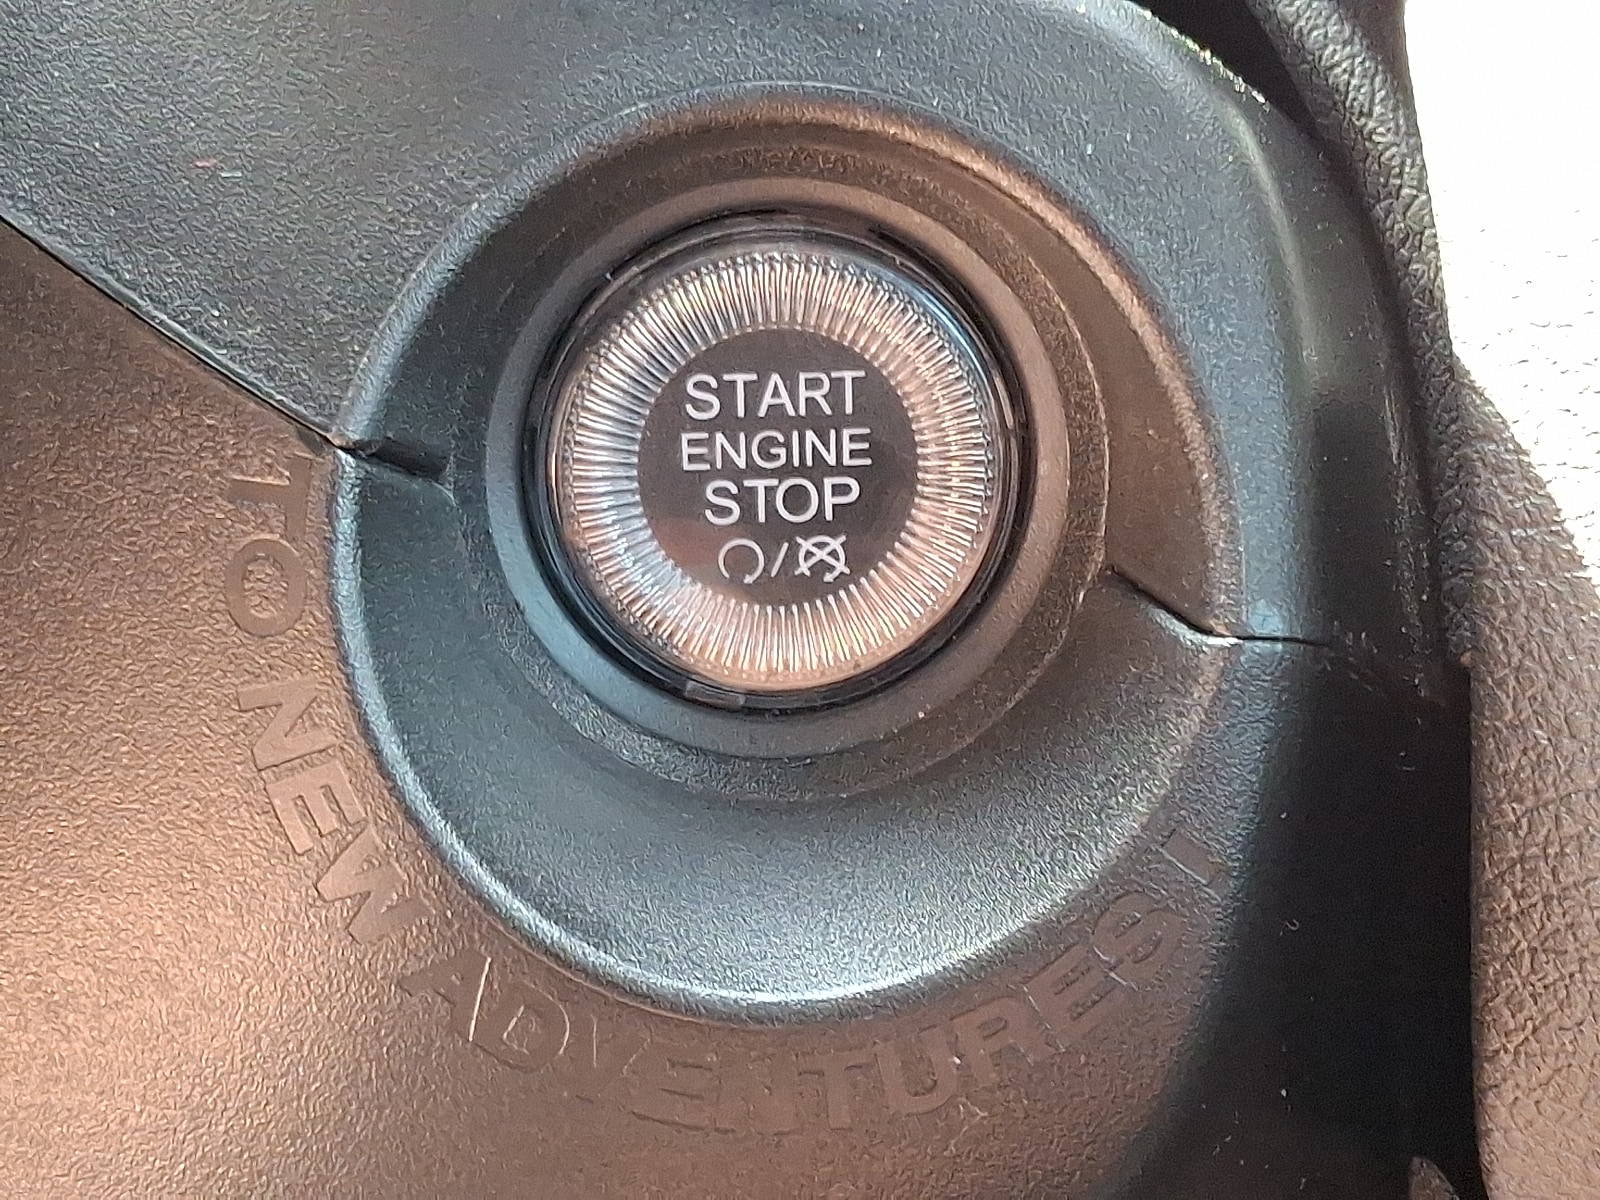 START
ENGINE
STOP
TO NEW ADVENTURES !